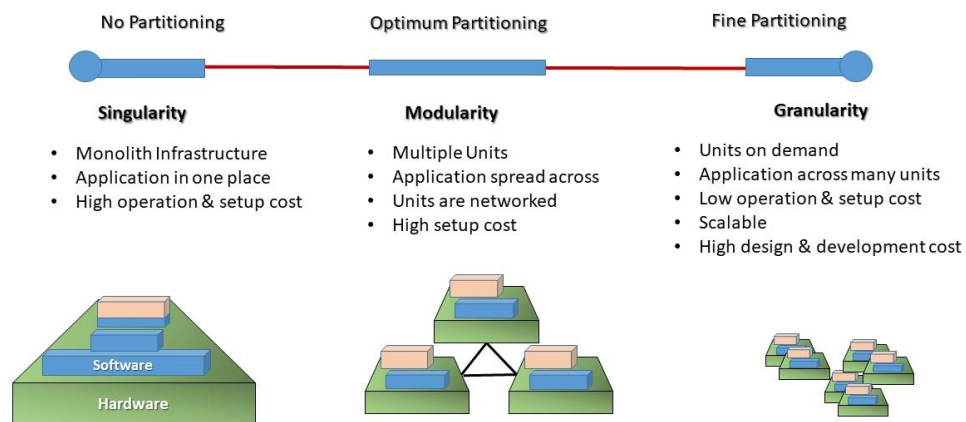 No Partitioning
Optimum Partitioning
Fine Partitioning
Singularity
• Monolith Infrastructure
• Application in one place
• High operation & setup cost
Modularity
• Multiple Units
• Application spread across
• Units are networked
• High setup cost
Granularity
• Units on demand
• Application across many units
• Low operation & setup cost
• Scalable
• High design & development cost
Software
Hardware